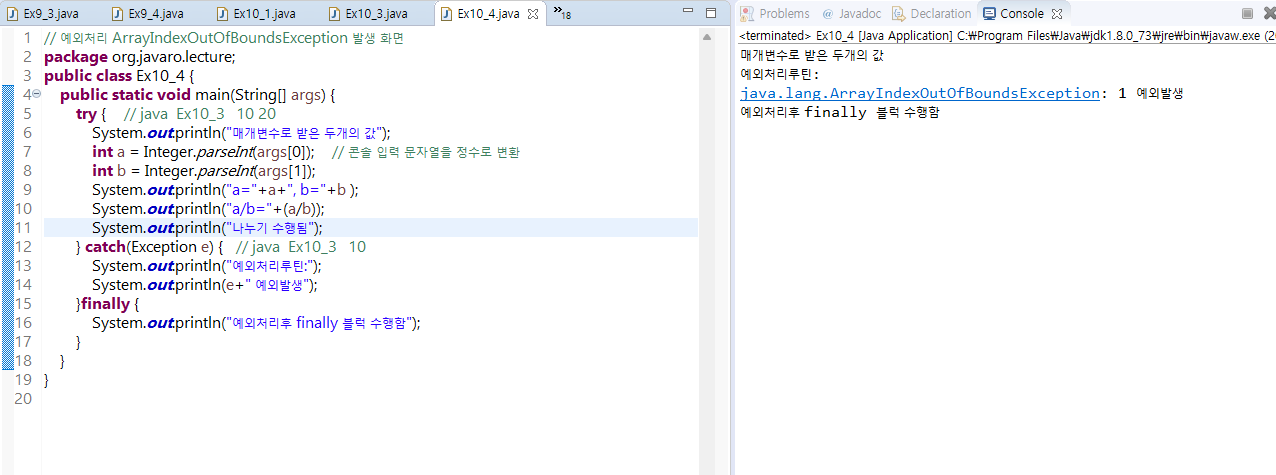 Ex9_3.java Ex9_4.java Ex10_1.java Ex10_3.java Ex10_4.java »18
1 // 예외처리 ArrayIndexOutOfBoundsException 발생 화면
2 package org.javaro.lecture;
3 public class Ex10_4 {
4 public static void main(String[] args) {
5 try { // java Ex10_3 10 20
6 System.out.println("매개변수로 받은 두개의 값");
7 int a = Integer.parseInt(args[0]); // 콘솔 입력 문자열을 정수로 변환
8 int b = Integer.parseInt(args[1]);
9 System.out.println("a="+a+", b="+b );
10 System.out.println("a/b="+(a/b));
11 System.out.println("나누기 수행됨");
12 } catch(Exception e) { // java Ex10_3 10
13 System.out.println("예외처리루틴:");
14 System.out.println(e+" 예외발생");
15 }finally {
16 System.out.println("예외처리후 finally 블럭 수행함");
17 }
18 }
19 }
20
Problems @ Javadoc Declaration Console
<terminated> Ex10_4 [Java Application] C:₩Program Files₩Java₩jdk1.8.0_73₩jre₩bin₩javaw.exe (20
매개변수로 받은 두개의 값
예외처리루틴:
java.lang.ArrayIndexOutOfBoundsException: 1 예외발생
예외처리후 finally 블럭 수행함